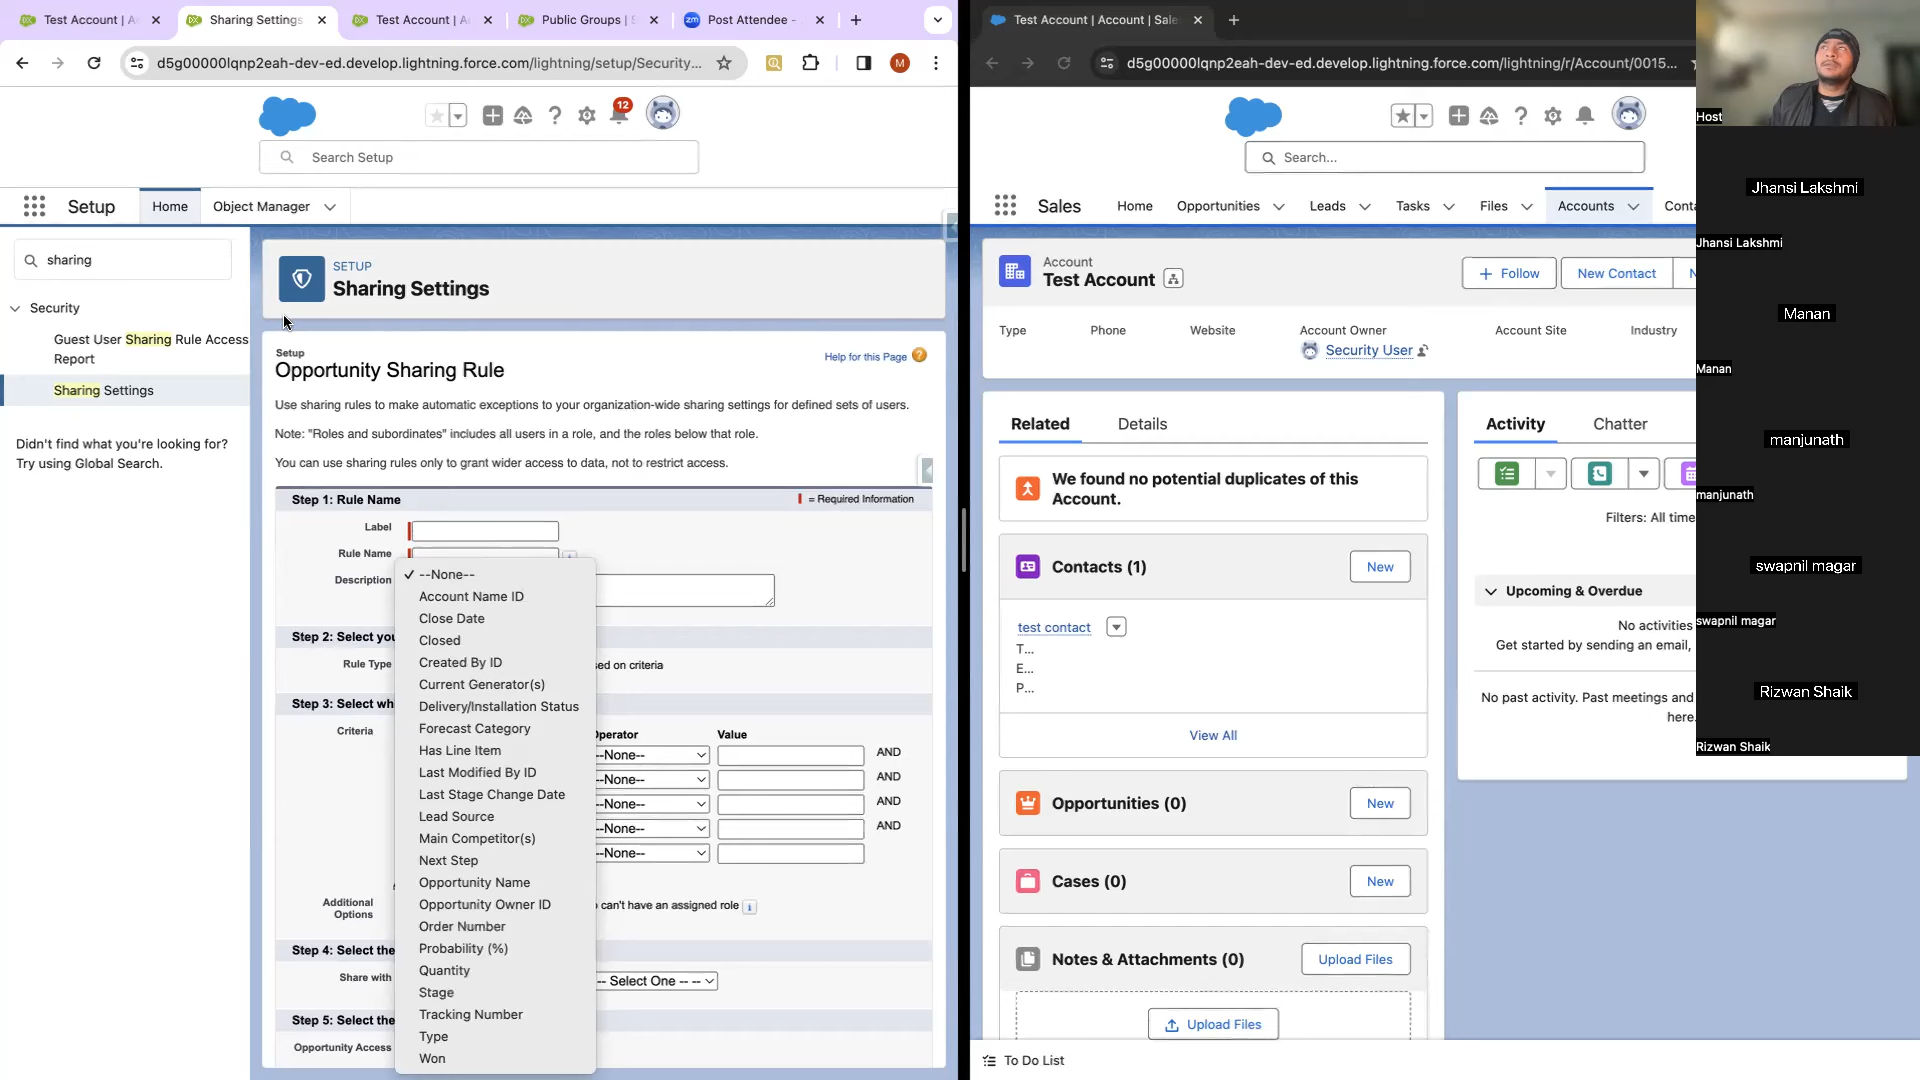 Test Account | A
Sharing Settings
Test Account | A
Public Groups | S
Post Attendee -
d5g00000lqnp2eah-dev-ed.develop.lightning.force.com/lightning/setup/Security...
M
12
Search Setup
Setup
Home
Object Manager
sharing
Security
Guest User Sharing Rule Access
Report
Sharing Settings
Didn't find what you're looking for?
Try using Global Search.
SETUP
Sharing Settings
Setup
Opportunity Sharing Rule
Help for this Page
Use sharing rules to make automatic exceptions to your organization-wide sharing settings for defined sets of users.
Note: "Roles and subordinates" includes all users in a role, and the roles below that role.
You can use sharing rules only to grant wider access to data, not to restrict access.
Step 1: Rule Name
= Required Information
Label
Rule Name
Description
--None--
Account Name ID
Close Date
Closed
Created By ID
Current Generator(s)
Delivery/Installation Status
Forecast Category
Has Line Item
Last Modified By ID
Last Stage Change Date
Lead Source
Main Competitor(s)
Next Step
Opportunity Name
Opportunity Owner ID
Order Number
Probability (%)
Quantity
Stage
Tracking Number
Type
Won
Step 2: Select you
Rule Type
sed on criteria
Step 3: Select wh
Criteria
Operator
Value
--None--
AND
--None--
AND
--None--
AND
--None--
AND
--None--
Additional
Options
can't have an assigned role
Step 4: Select the
Share with
-- Select One -- --
Step 5: Select the
Opportunity Access
Test Account | Account | Sale
d5g00000lqnp2eah-dev-ed.develop.lightning.force.com/lightning/r/Account/0015...
Search...
Sales
Home
Opportunities
Leads
Tasks
Files
Accounts
Conta
Account
Test Account
Follow
New Contact
N
Type
Phone
Website
Account Owner
Account Site
Industry
Security User
Related
Details
We found no potential duplicates of this
Account.
Contacts (1)
New
test contact
T...
E...
P...
View All
Opportunities (0)
New
Cases (0)
New
Notes & Attachments (0)
Upload Files
Upload Files
Activity
Chatter
Filters: All time
Upcoming & Overdue
No activities
Get started by sending an email,
No past activity. Past meetings and
here.
To Do List
Host
Jhansi Lakshmi
Jhansi Lakshmi
Manan
Manan
manjunath
manjunath
swapnil magar
swapnil magar
Rizwan Shaik
Rizwan Shaik